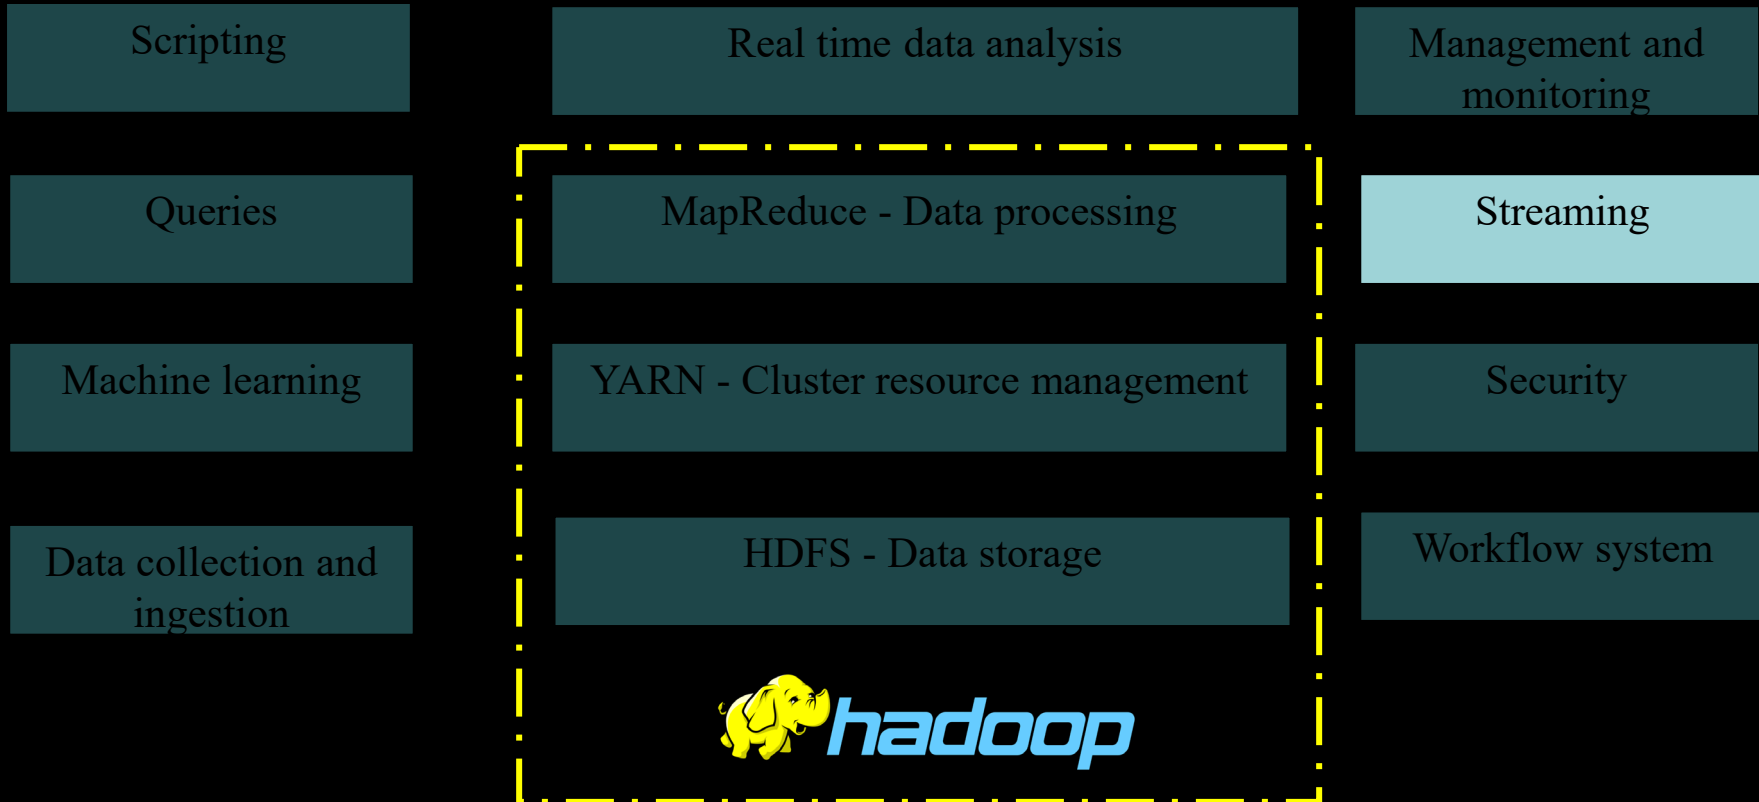 Scripting
Real time data analysis
Management and
monitoring
Queries
MapReduce - Data processing
Streaming
Machine learning
YARN - Cluster resource management
Security
Data collection and
ingestion
HDFS - Data storage
Workflow system
hadoop